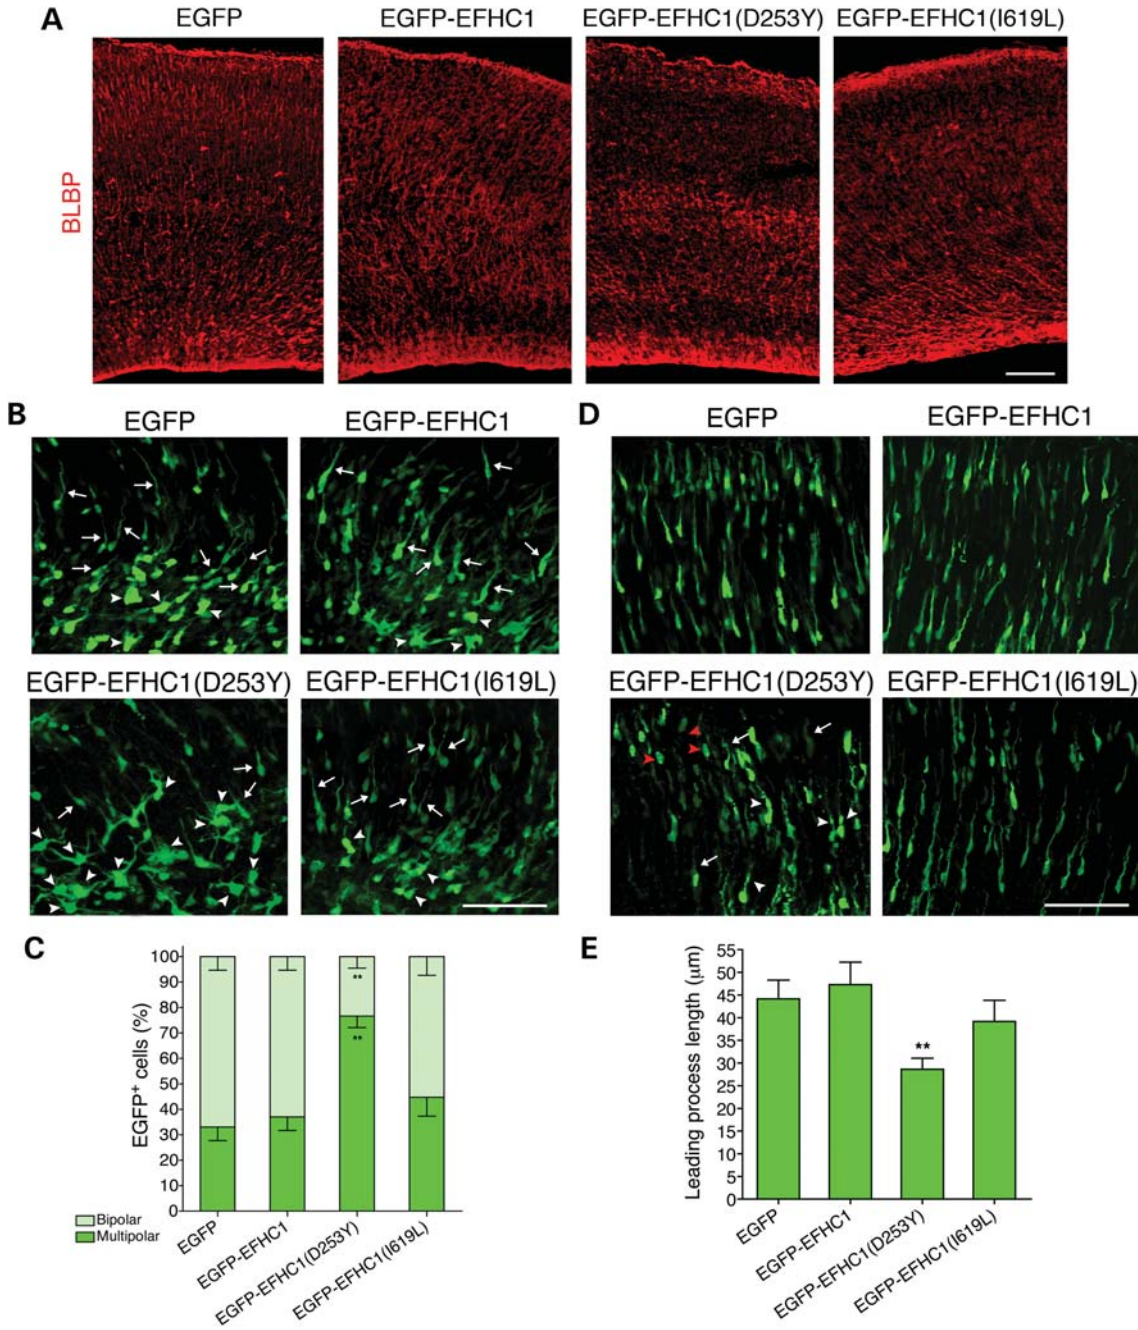 A
EGFP
EGFP-EFHC1
EGFP-EFHC1(D253Y)
EGFP-EFHC1(I619L)
BLBP
B
EGFP
EGFP-EFHC1
EGFP-EFHC1(D253Y)
EGFP-EFHC1(I619L)
D
EGFP
EGFP-EFHC1
EGFP-EFHC1(D253Y)
EGFP-EFHC1(I619L)
C
EGFP+ cells (%)
100
90
80
70
60
50
40
30
20
10
0
**
**
Bipolar
Multipolar
EGFP
EGFP-EFHC1
EGFP-EFHC1(D253Y)
EGFP-EFHC1(I619L)
E
Leading process length (μm)
55
50
45
40
35
30
25
20
15
10
5
0
**
EGFP
EGFP-EFHC1
EGFP-EFHC1(D253Y)
EGFP-EFHC1(I619L)